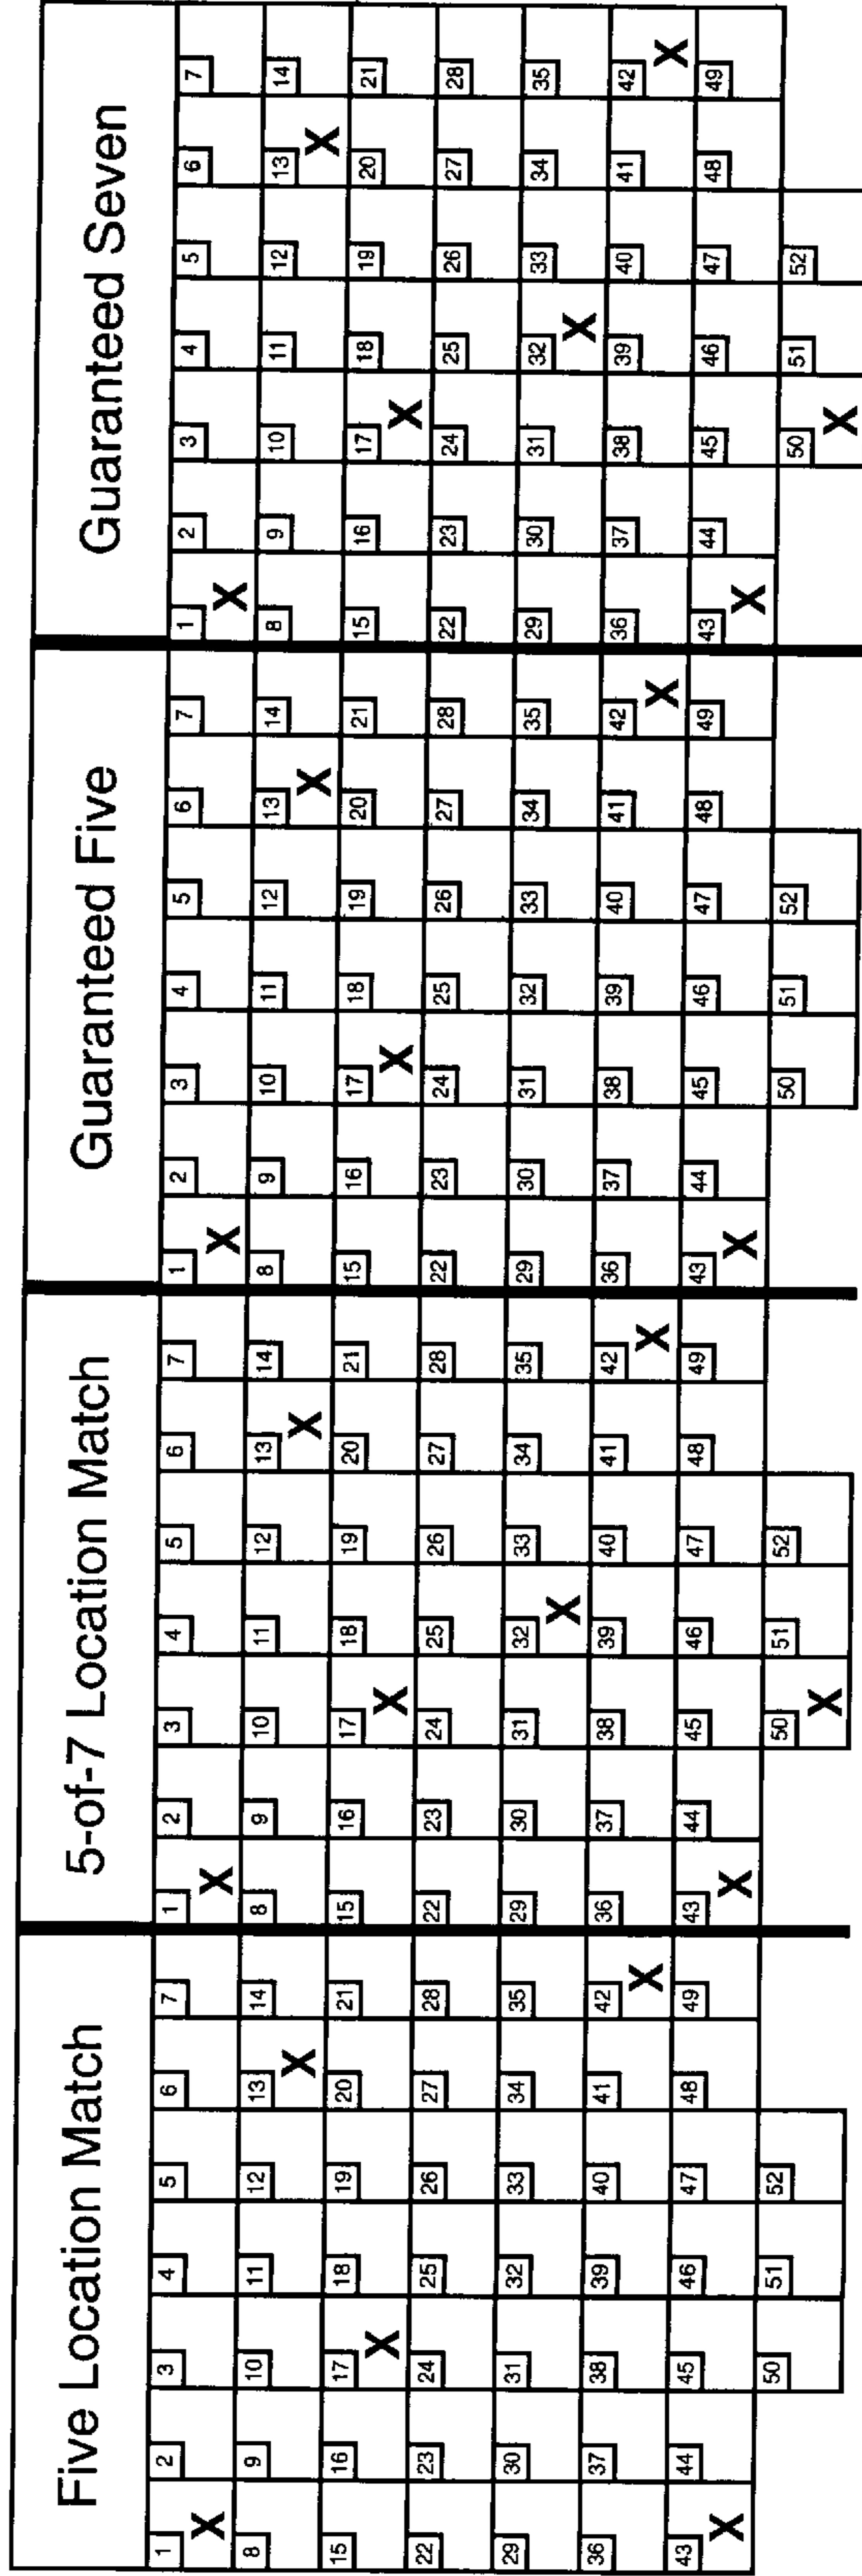 Five Location Match
1 2 3 4 5 6 7
X
8 9 10 11 12 13 14
X
15 16 17 18 19 20 21
X
22 23 24 25 26 27 28
29 30 31 32 33 34 35
36 37 38 39 40 41 42
X
43 44 45 46 47 48 49
X
50 51 52
5-of-7 Location Match
1 2 3 4 5 6 7
X
8 9 10 11 12 13 14
X
15 16 17 18 19 20 21
X
22 23 24 25 26 27 28
29 30 31 32 33 34 35
X
36 37 38 39 40 41 42
X
43 44 45 46 47 48 49
X
50 51 52
X
Guaranteed Five
1 2 3 4 5 6 7
X
8 9 10 11 12 13 14
X
15 16 17 18 19 20 21
X
22 23 24 25 26 27 28
29 30 31 32 33 34 35
36 37 38 39 40 41 42
X
43 44 45 46 47 48 49
X
50 51 52
Guaranteed Seven
1 2 3 4 5 6 7
X
8 9 10 11 12 13 14
X
15 16 17 18 19 20 21
X
22 23 24 25 26 27 28
29 30 31 32 33 34 35
X
36 37 38 39 40 41 42
X
43 44 45 46 47 48 49
X
50 51 52
X